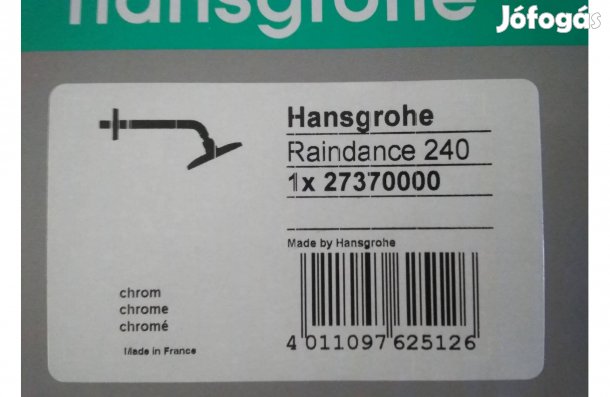 hansgrohe
Jófogás
Hansgrohe
Raindance 240
1x 27370000
Made by Hansgrohe
chrom
chrome
chromé
Made in France
4 011097 625126